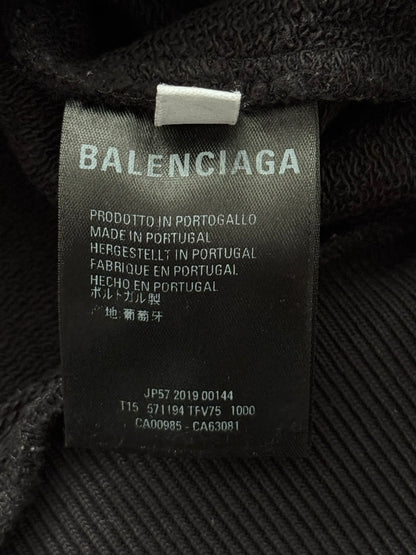 BALENCIAGA
PRODOTTO IN PORTOGALLO
MADE IN PORTUGAL
HERGESTELLT IN PORTUGAL
FABRIQUE EN PORTUGAL
HECHO EN PORTUGAL
ポルトガル製
地:葡萄牙
JP57 2019 00144
T15 571194 TFV75 1000
CA00985 - CA63081